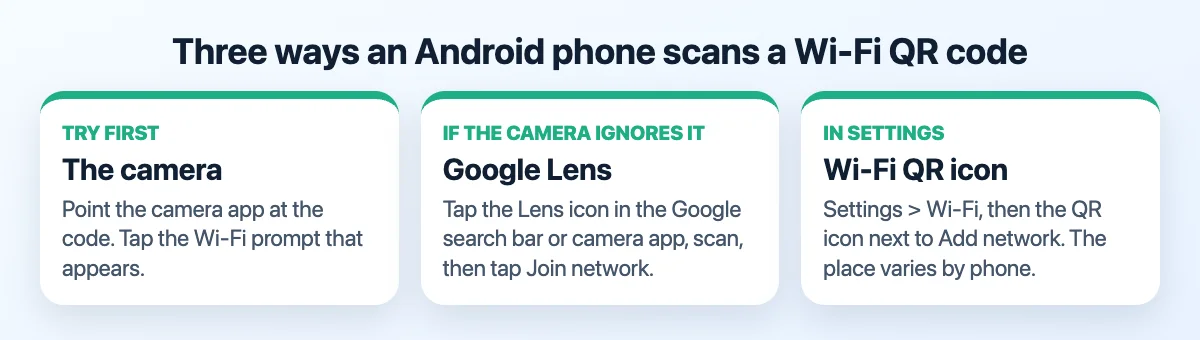 Three ways an Android phone scans a Wi-Fi QR code
TRY FIRST
The camera
Point the camera app at the
code. Tap the Wi-Fi prompt that
appears.
IF THE CAMERA IGNORES IT
Google Lens
Tap the Lens icon in the Google
search bar or camera app, scan,
then tap Join network.
IN SETTINGS
Wi-Fi QR icon
Settings > Wi-Fi, then the QR
icon next to Add network. The
place varies by phone.